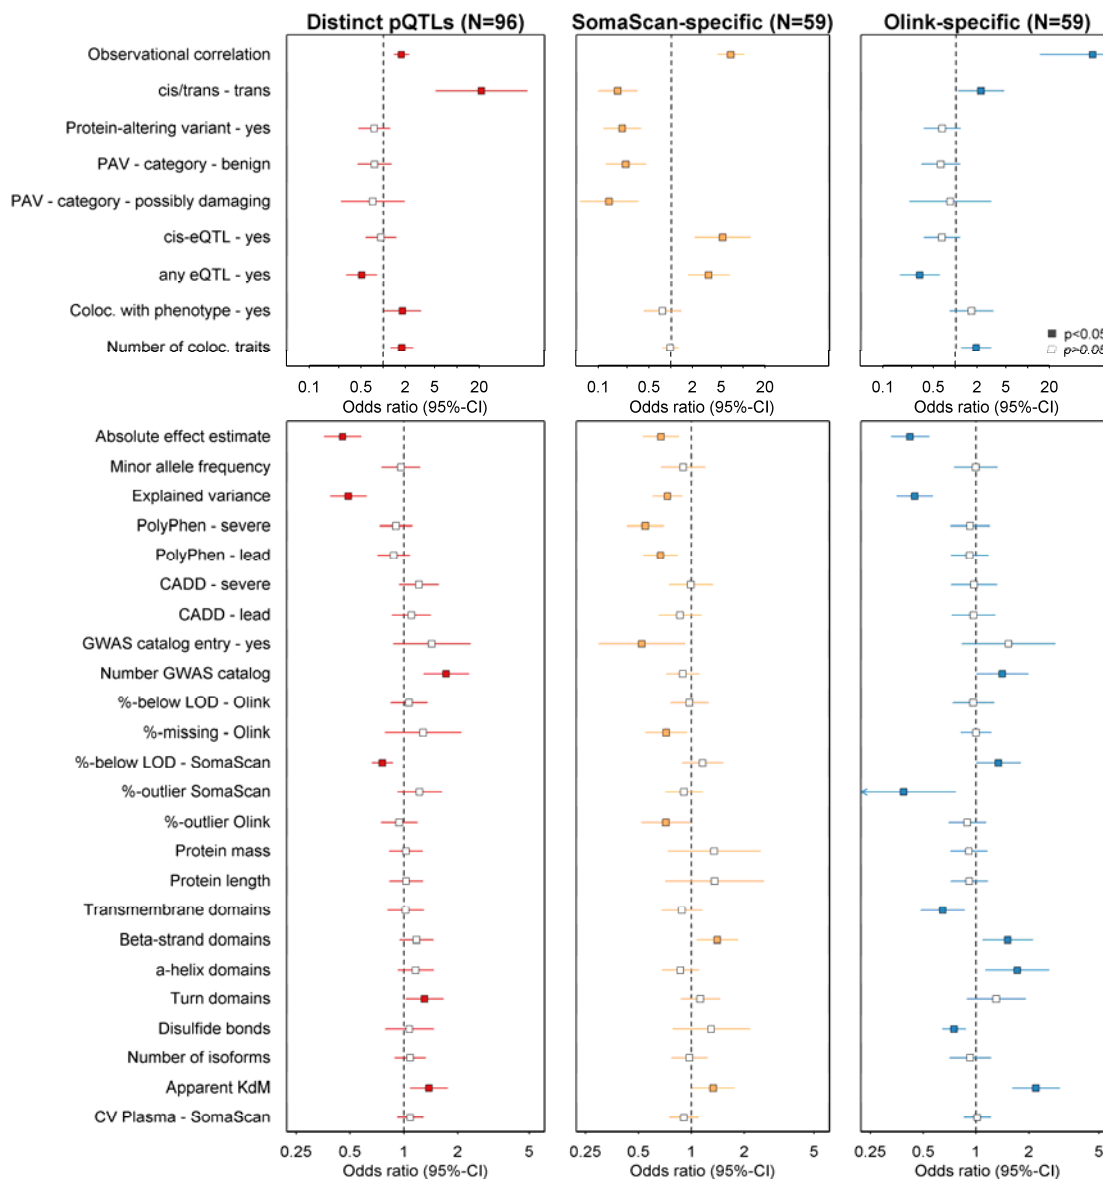 Distinct pQTLs (N=96) SomaScan-specific (N=59) Olink-specific (N=59)
Observational correlation
cis/trans - trans
Protein-altering variant - yes
PAV - category - benign
PAV - category - possibly damaging
cis-eQTL - yes
any eQTL - yes
Coloc. with phenotype - yes
p<0.05
Number of coloc. traits
p>0.05
0.1 0.5 2 5 20 0.1 0.5 2 5 20 0.1 0.5 2 5 20
Odds ratio (95%-CI) Odds ratio (95%-CI) Odds ratio (95%-CI)
Absolute effect estimate
Minor allele frequency
Explained variance
PolyPhen - severe
PolyPhen - lead
CADD - severe
CADD - lead
GWAS catalog entry - yes
Number GWAS catalog
%-below LOD - Olink
%-missing - Olink
%-below LOD - SomaScan
%-outlier SomaScan
%-outlier Olink
Protein mass
Protein length
Transmembrane domains
Beta-strand domains
a-helix domains
Turn domains
Disulfide bonds
Number of isoforms
Apparent KdM
CV Plasma - SomaScan
0.25 0.5 1 2 5 0.25 0.5 1 2 5 0.25 0.5 1 2 5
Odds ratio (95%-CI) Odds ratio (95%-CI) Odds ratio (95%-CI)